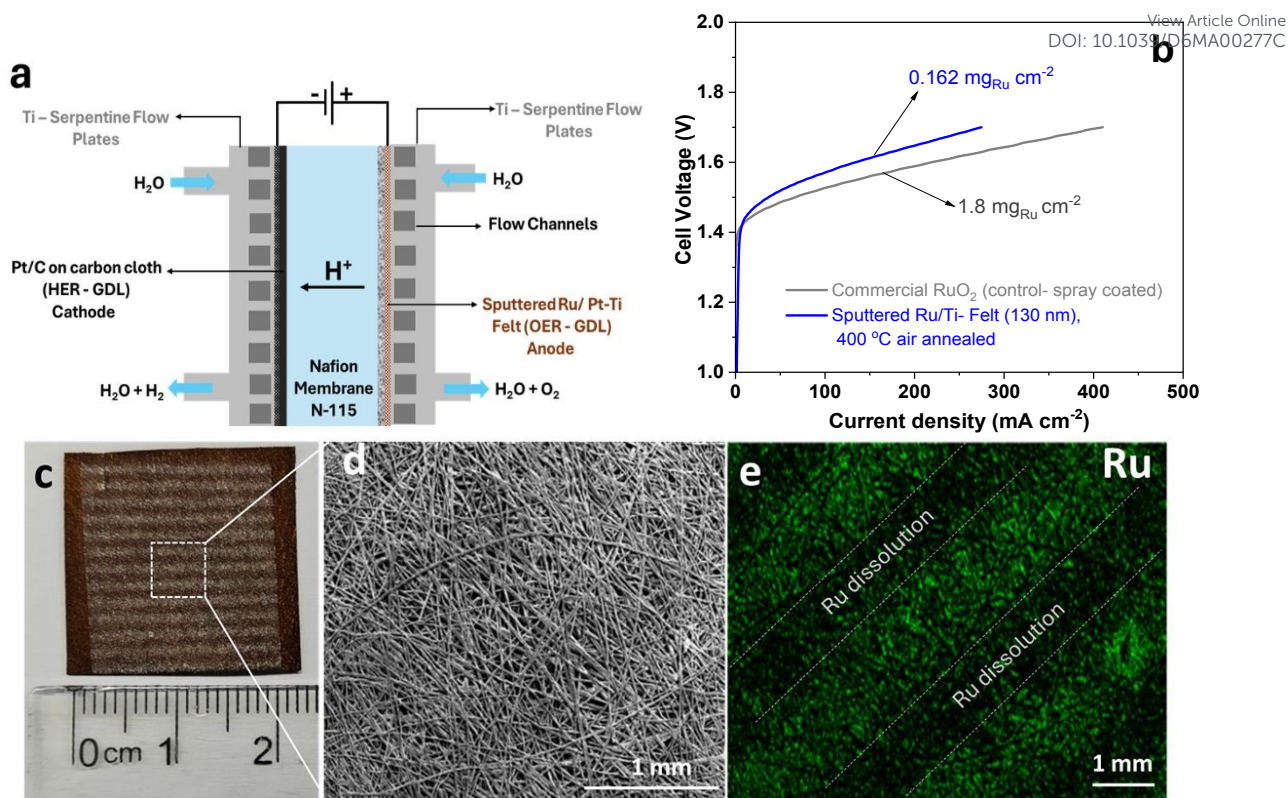 View Article Online
DOI: 10.1039/D6MA00277C
a
- +
Ti – Serpentine Flow
Plates
Ti – Serpentine Flow
Plates
H₂O
H₂O
Flow Channels
Pt/C on carbon cloth
(HER - GDL)
Cathode
H⁺
Sputtered Ru/ Pt-Ti
Felt (OER - GDL)
Anode
Nafion
Membrane
N-115
H₂O + H₂
H₂O + O₂
b
2.0
1.8
1.6
1.4
1.2
1.0
Cell Voltage (V)
0.162 mg_Ru cm⁻²
1.8 mg_Ru cm⁻²
Commercial RuO₂ (control- spray coated)
Sputtered Ru/Ti- Felt (130 nm),
400 °C air annealed
0 100 200 300 400 500
Current density (mA cm⁻²)
c
0 cm 1 2
d
1 mm
e
Ru
Ru dissolution
Ru dissolution
1 mm